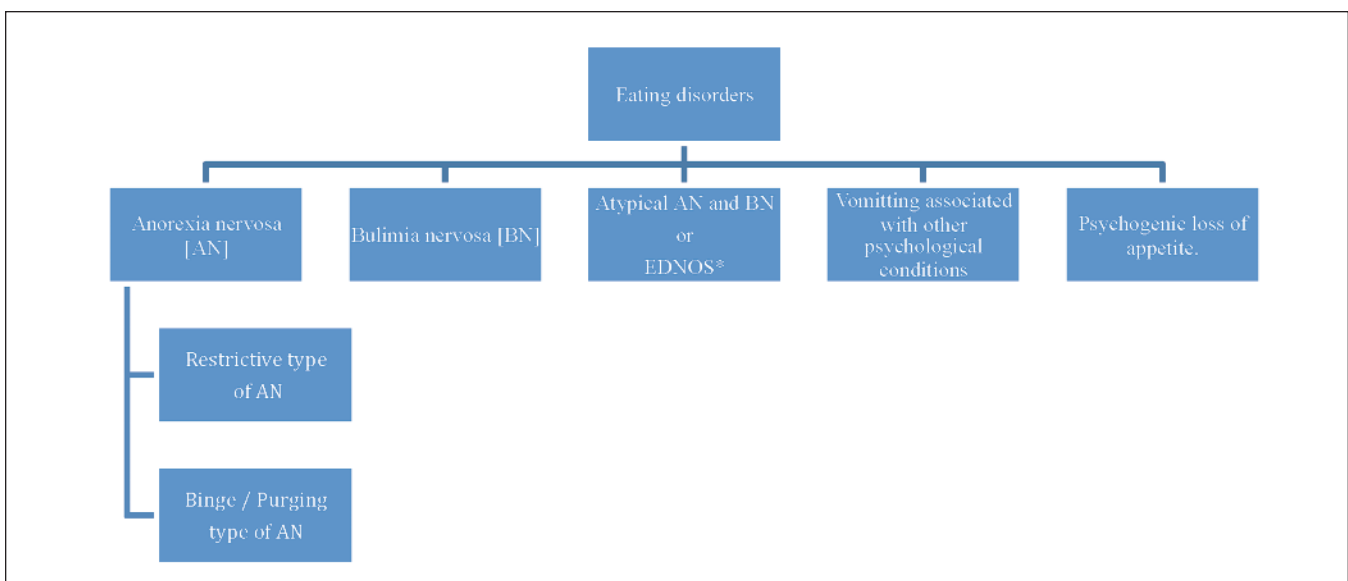 Eating disorders
Anorexia nervosa
[AN]
Bulimia nervosa [BN]
Atypical AN and BN
or
EDNOS*
Vomitting associated
with other
psychological
conditions
Psychogenic loss of
appetite.
Restrictive type
of AN
Binge / Purging
type of AN